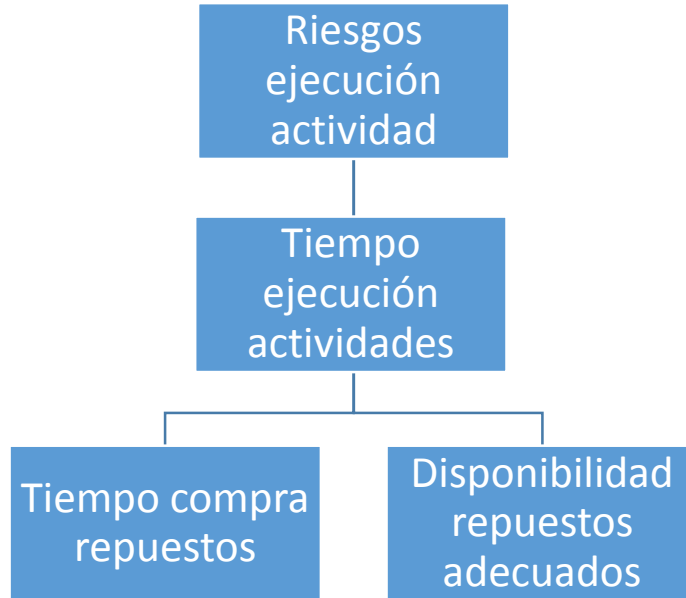 Riesgos
ejecución
actividad
Tiempo
ejecución
actividades
Tiempo compra
repuestos
Disponibilidad
repuestos
adecuados